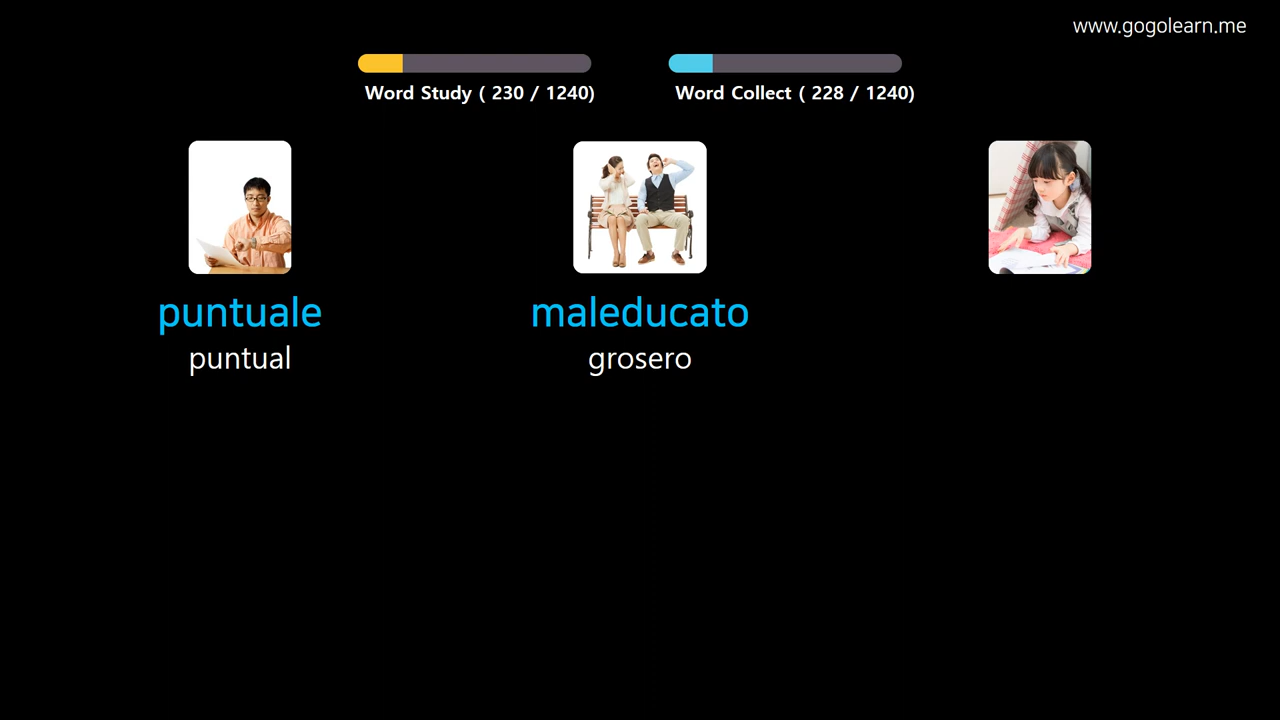 www.gogolearn.me
Word Study ( 230 / 1240)
Word Collect ( 228 / 1240)
puntuale
puntual
maleducato
grosero